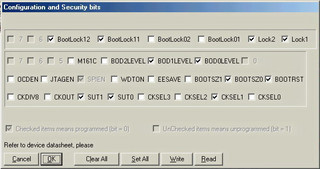 Configuration and Security bits
7 6 BootLock12 BootLock11 BootLock02 BootLock01 Lock2 Lock1
7 6 5 M161C BOD2LEVEL BOD1LEVEL BOD0LEVEL 0
OCDEN JTAGEN SPIEN WDTON EESAVE BOOTSZ1 BOOTSZ0 BOOTRST
CKDIV8 CKOUT SUT1 SUT0 CKSEL3 CKSEL2 CKSEL1 CKSEL0
Checked items means programmed (bit = 0) UnChecked items means unprogrammed (bit = 1)
Refer to device datasheet, please
Cancel OK Clear All Set All Write Read